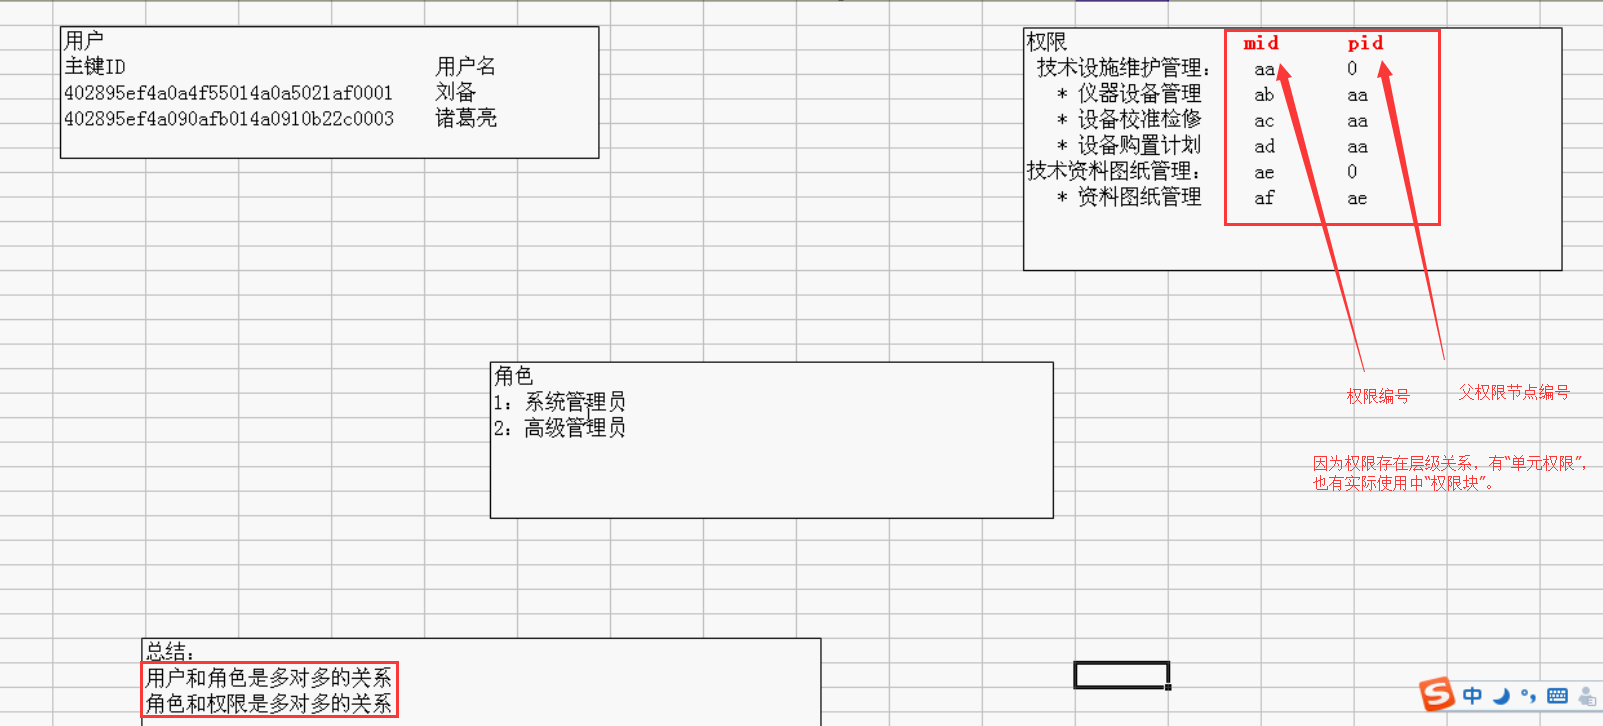 用户
主键ID 用户名
402895ef4a0a4f55014a0a5021af0001 刘备
402895ef4a090afb014a0910b22c0003 诸葛亮
权限 mid pid
技术设施维护管理： aa 0
* 仪器设备管理 ab aa
* 设备校准检修 ac aa
* 设备购置计划 ad aa
技术资料图纸管理： ae 0
* 资料图纸管理 af ae
角色
1：系统管理员
2：高级管理员
权限编号
父权限节点编号
因为权限存在层级关系，有“单元权限”，
也有实际使用中“权限块”。
总结：
用户和角色是多对多的关系
角色和权限是多对多的关系
S 中